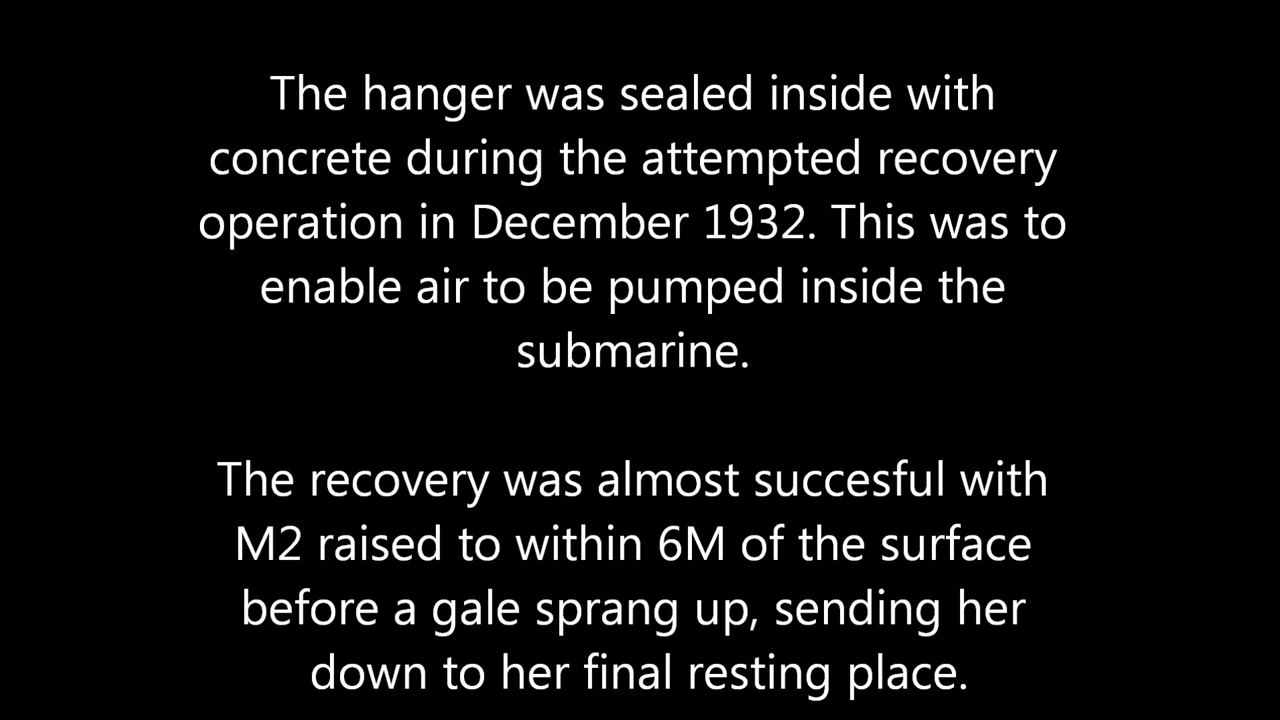 The hanger was sealed inside with
concrete during the attempted recovery
operation in December 1932. This was to
enable air to be pumped inside the
submarine.
The recovery was almost succesful with
M2 raised to within 6M of the surface
before a gale sprang up, sending her
down to her final resting place.